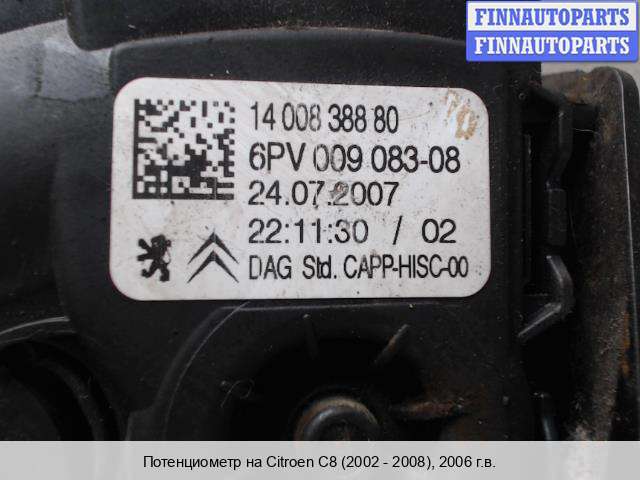 FINNAUTOPARTS
FINNAUTOPARTS
14 008 388 80
6PV 009 083-08
24.07.2007
22:11:30 / 02
DAG Std. CAPP-HISC-00
Потенциометр на Citroen C8 (2002 - 2008), 2006 г.в.